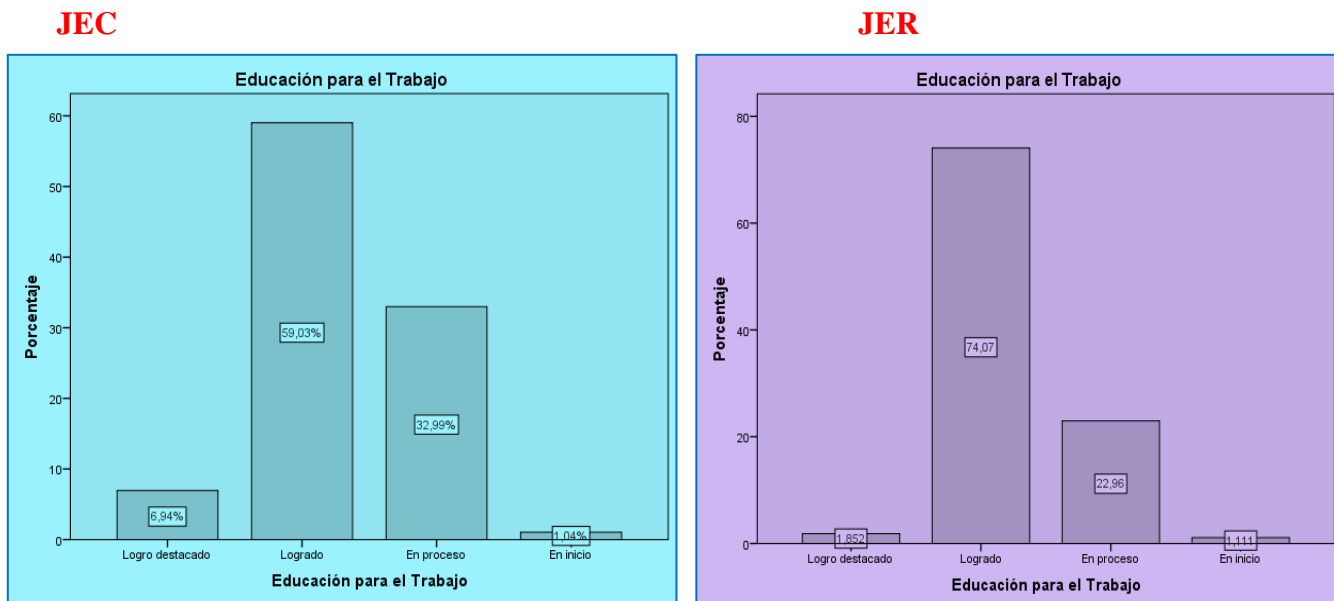 JEC
JER
Educación para el Trabajo
60
50
40
30
20
10
0
Porcentaje
6,94%
59,03%
32,99%
1,04%
Logro destacado
Logrado
En proceso
En inicio
Educación para el Trabajo
Educación para el Trabajo
80
60
40
20
0
Porcentaje
1,852
74,07
22,96
1,111
Logro destacado
Logrado
En proceso
En inicio
Educación para el Trabajo